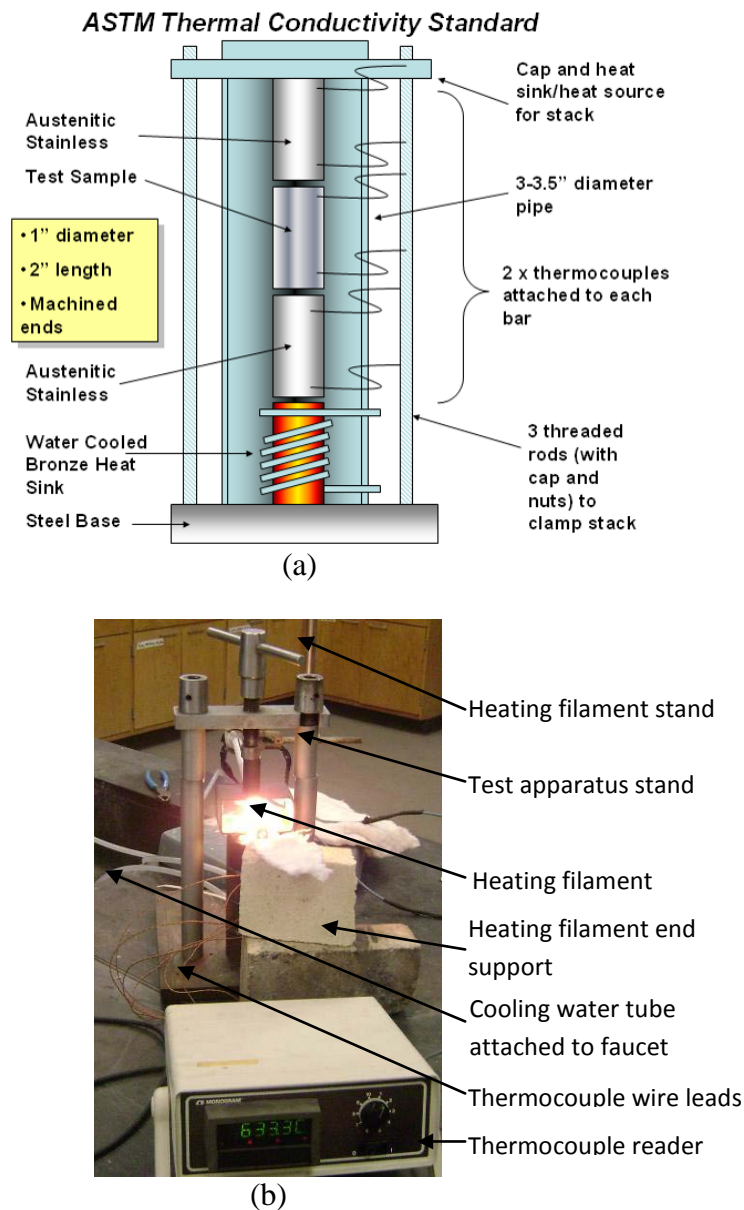 ASTM Thermal Conductivity Standard
Austenitic
Stainless
Test Sample
• 1” diameter
• 2” length
• Machined
ends
Austenitic
Stainless
Water Cooled
Bronze Heat
Sink
Steel Base
Cap and heat
sink/heat source
for stack
3-3.5” diameter
pipe
2 x thermocouples
attached to each
bar
3 threaded
rods (with
cap and
nuts) to
clamp stack
(a)
Heating filament stand
Test apparatus stand
Heating filament
Heating filament end
support
Cooling water tube
attached to faucet
Thermocouple wire leads
Thermocouple reader
MONOGRAM
633.3C
(b)